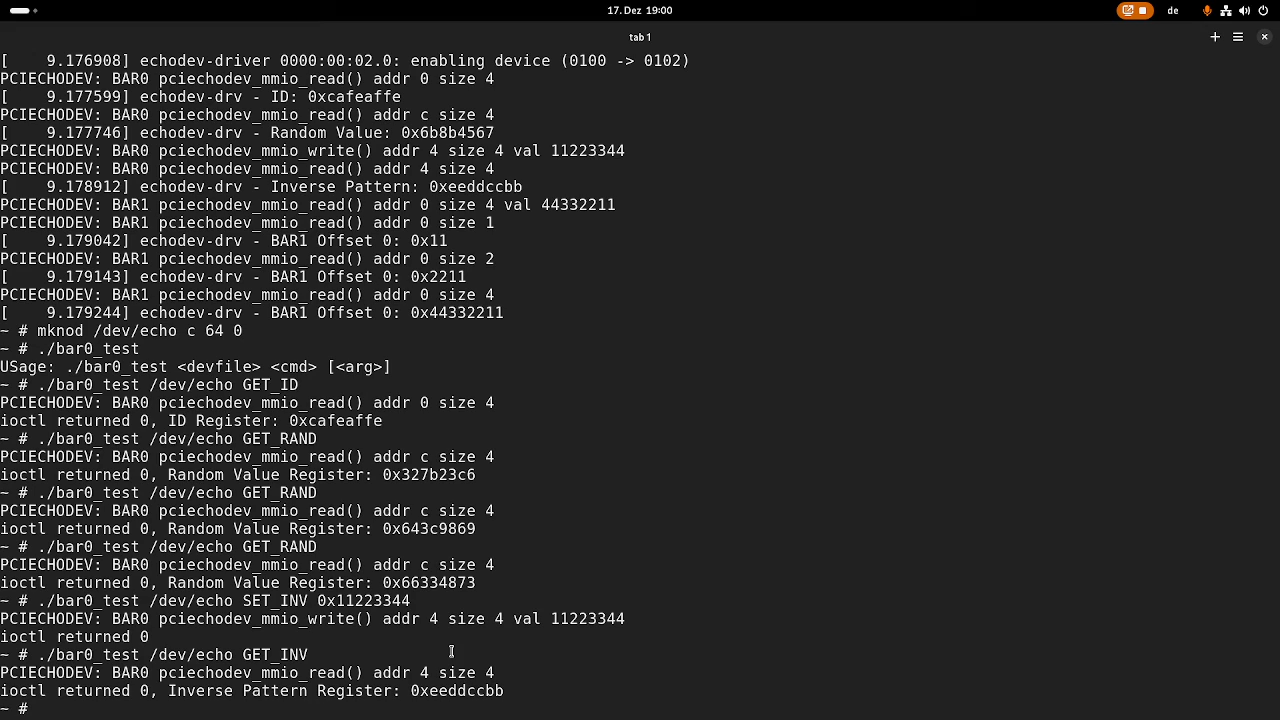 17. Dez 19:00
de
tab 1
[    9.176908] echodev-driver 0000:00:02.0: enabling device (0100 -> 0102)
PCIECHODEV: BAR0 pciechodev_mmio_read() addr 0 size 4
[    9.177599] echodev-drv - ID: 0xcafeaffe
PCIECHODEV: BAR0 pciechodev_mmio_read() addr c size 4
[    9.177746] echodev-drv - Random Value: 0x6b8b4567
PCIECHODEV: BAR0 pciechodev_mmio_write() addr 4 size 4 val 11223344
PCIECHODEV: BAR0 pciechodev_mmio_read() addr 4 size 4
[    9.178912] echodev-drv - Inverse Pattern: 0xeeddccbb
PCIECHODEV: BAR1 pciechodev_mmio_read() addr 0 size 4 val 44332211
PCIECHODEV: BAR1 pciechodev_mmio_read() addr 0 size 1
[    9.179042] echodev-drv - BAR1 Offset 0: 0x11
PCIECHODEV: BAR1 pciechodev_mmio_read() addr 0 size 2
[    9.179143] echodev-drv - BAR1 Offset 0: 0x2211
PCIECHODEV: BAR1 pciechodev_mmio_read() addr 0 size 4
[    9.179244] echodev-drv - BAR1 Offset 0: 0x44332211
~ # mknod /dev/echo c 64 0
~ # ./bar0_test
USage: ./bar0_test <devfile> <cmd> [<arg>]
~ # ./bar0_test /dev/echo GET_ID
PCIECHODEV: BAR0 pciechodev_mmio_read() addr 0 size 4
ioctl returned 0, ID Register: 0xcafeaffe
~ # ./bar0_test /dev/echo GET_RAND
PCIECHODEV: BAR0 pciechodev_mmio_read() addr c size 4
ioctl returned 0, Random Value Register: 0x327b23c6
~ # ./bar0_test /dev/echo GET_RAND
PCIECHODEV: BAR0 pciechodev_mmio_read() addr c size 4
ioctl returned 0, Random Value Register: 0x643c9869
~ # ./bar0_test /dev/echo GET_RAND
PCIECHODEV: BAR0 pciechodev_mmio_read() addr c size 4
ioctl returned 0, Random Value Register: 0x66334873
~ # ./bar0_test /dev/echo SET_INV 0x11223344
PCIECHODEV: BAR0 pciechodev_mmio_write() addr 4 size 4 val 11223344
ioctl returned 0
~ # ./bar0_test /dev/echo GET_INV
PCIECHODEV: BAR0 pciechodev_mmio_read() addr 4 size 4
ioctl returned 0, Inverse Pattern Register: 0xeeddccbb
~ #